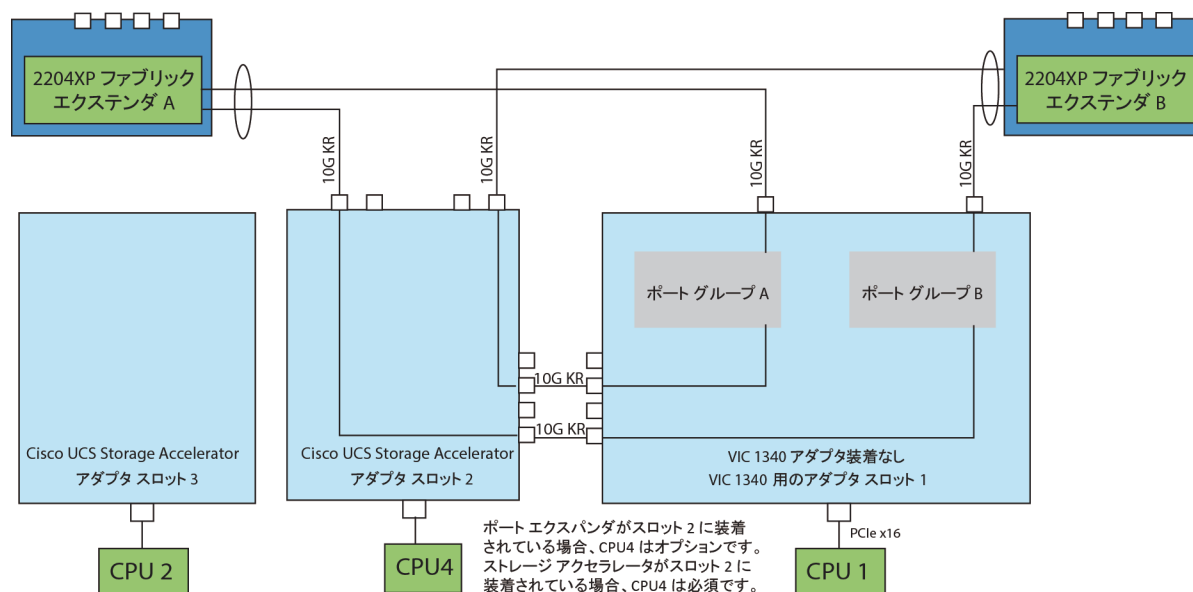 2204XP ファブリック
エクステンダ A
2204XP ファブリック
エクステンダ B
10G KR
10G KR
10G KR
10G KR
ポート グループ A
ポート グループ B
10G KR
10G KR
Cisco UCS Storage Accelerator
アダプタ スロット 3
Cisco UCS Storage Accelerator
アダプタ スロット 2
VIC 1340 アダプタ装着なし
VIC 1340 用のアダプタ スロット 1
ポート エクスパンダがスロット 2 に装着
されている場合、CPU4 はオプションです。
ストレージ アクセラレータがスロット 2 に
装着されている場合、CPU4 は必須です。
PCIe x16
CPU 2
CPU4
CPU 1